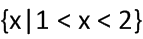 {x|1 < x < 2}